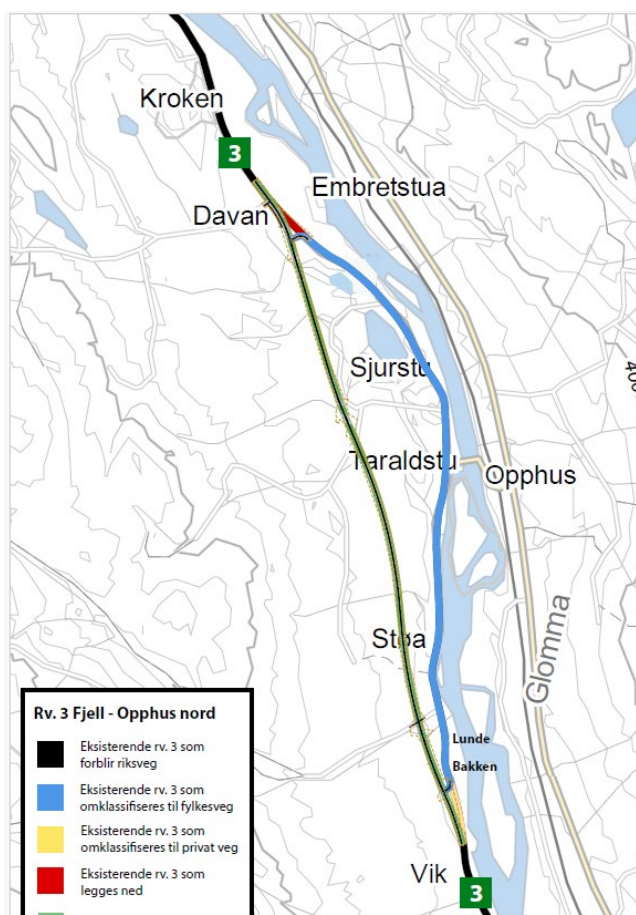 Kroken
3
Embretstua
Davan
Sjurstu
Taraldstu
Opphus
Støa
Glomma
Lunde
Bakken
Vik
3
Rv. 3 Fjell - Opphus nord
Eksisterende rv. 3 som
forblir riksveg
Eksisterende rv. 3 som
omklassifiseres til fylkesveg
Eksisterende rv. 3 som
omklassifiseres til privat veg
Eksisterende rv. 3 som
legges ned